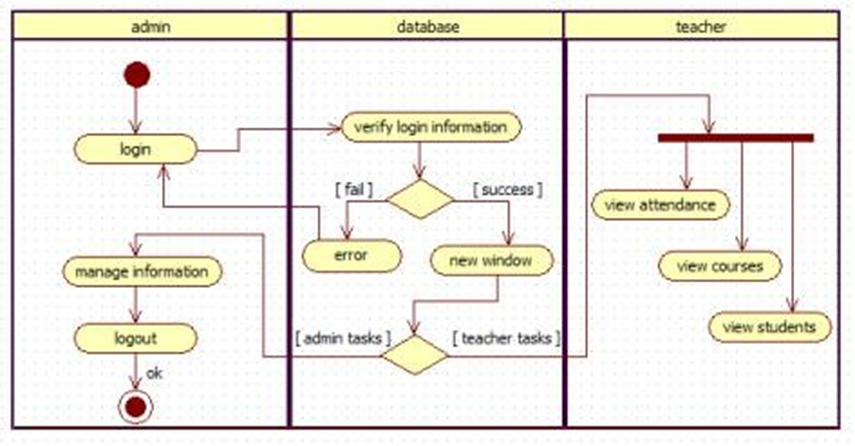 admin
database
teacher
login
verify login information
[ fail ]
[ success ]
error
new window
manage information
logout
ok
[ admin tasks ]
[ teacher tasks ]
view attendance
view courses
view students